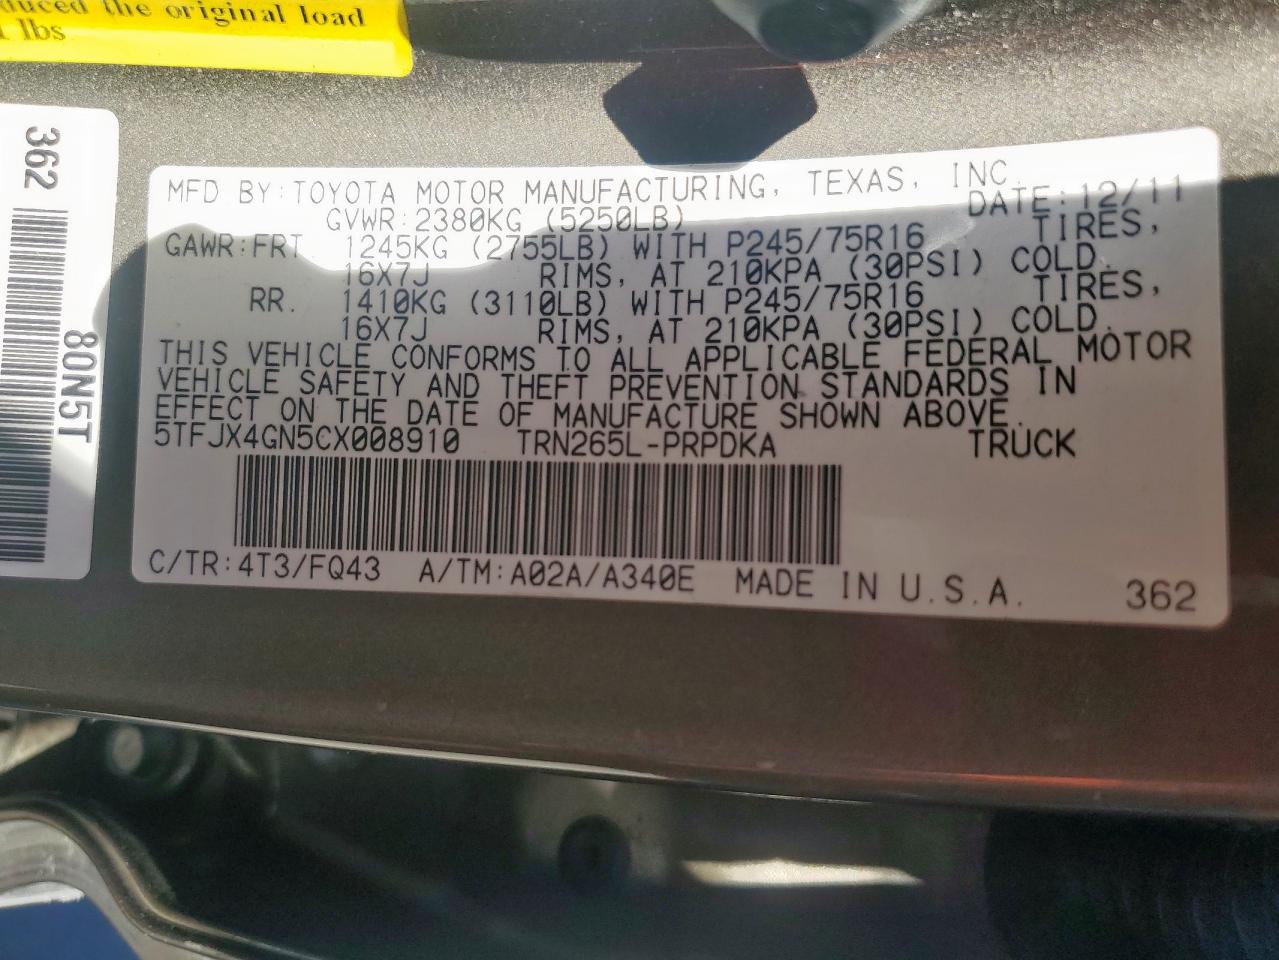 duced the original load
lbs
362
80N5T
MFD BY:TOYOTA MOTOR MANUFACTURING, TEXAS, INC.
DATE:12/11
GVWR:2380KG (5250LB)
GAWR:FRT. 1245KG (2755LB) WITH P245/75R16 TIRES,
16X7J RIMS, AT 210KPA (30PSI) COLD.
RR. 1410KG (3110LB) WITH P245/75R16 TIRES,
16X7J RIMS, AT 210KPA (30PSI) COLD.
THIS VEHICLE CONFORMS TO ALL APPLICABLE FEDERAL MOTOR
VEHICLE SAFETY AND THEFT PREVENTION STANDARDS IN
EFFECT ON THE DATE OF MANUFACTURE SHOWN ABOVE.
5TFJX4GN5CX008910 TRN265L-PRPDKA TRUCK
C/TR:4T3/FQ43 A/TM:A02A/A340E MADE IN U.S.A. 362